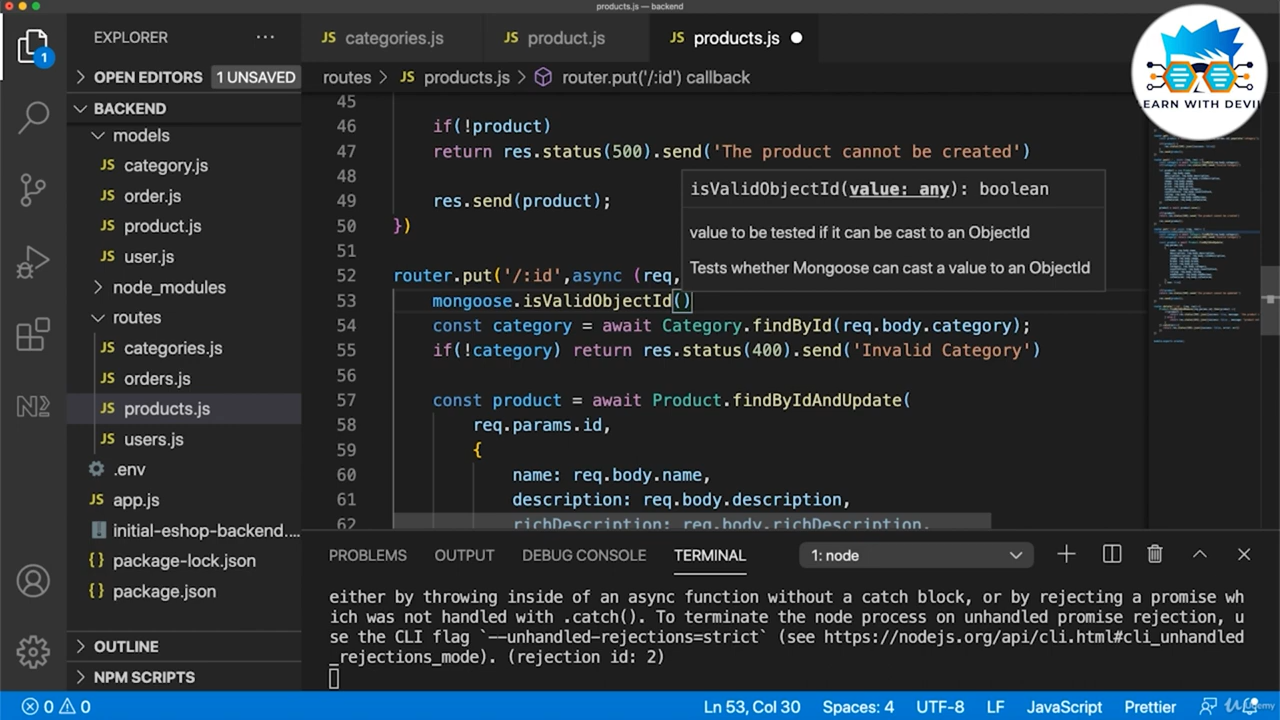 products.js — backend
EXPLORER
categories.js
product.js
products.js
LEARN WITH DEVIL
1
OPEN EDITORS 1 UNSAVED
routes > products.js > router.put('/:id') callback
BACKEND
models
category.js
order.js
product.js
user.js
node_modules
routes
categories.js
orders.js
products.js
users.js
.env
app.js
initial-eshop-backend....
package-lock.json
package.json
OUTLINE
NPM SCRIPTS
45
46 if(!product)
47 return res.status(500).send('The product cannot be created')
48
49 res.send(product);
50 })
51
52 router.put('/:id',async (req,
53 mongoose.isValidObjectId()
54 const category = await Category.findById(req.body.category);
55 if(!category) return res.status(400).send('Invalid Category')
56
57 const product = await Product.findByIdAndUpdate(
58 req.params.id,
59 {
60 name: req.body.name,
61 description: req.body.description,
62 richDescription: req.body.richDescription,
isValidObjectId(value: any): boolean
value to be tested if it can be cast to an ObjectId
Tests whether Mongoose can cast a value to an ObjectId
PROBLEMS OUTPUT DEBUG CONSOLE TERMINAL 1: node
either by throwing inside of an async function without a catch block, or by rejecting a promise wh
ich was not handled with .catch(). To terminate the node process on unhandled promise rejection, u
se the CLI flag `--unhandled-rejections=strict` (see https://nodejs.org/api/cli.html#cli_unhandled
_rejections_mode). (rejection id: 2)
0 0 Ln 53, Col 30 Spaces: 4 UTF-8 LF JavaScript Prettier